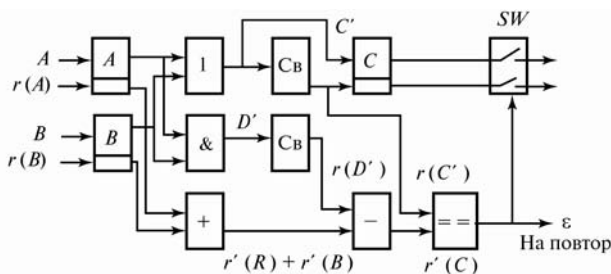 C' SW
A A 1 Св C
r(A)
B B & D' Св
r(B)
r(D') r(C')
+ − == ε
На повтор
r'(R) + r'(B) r'(C)